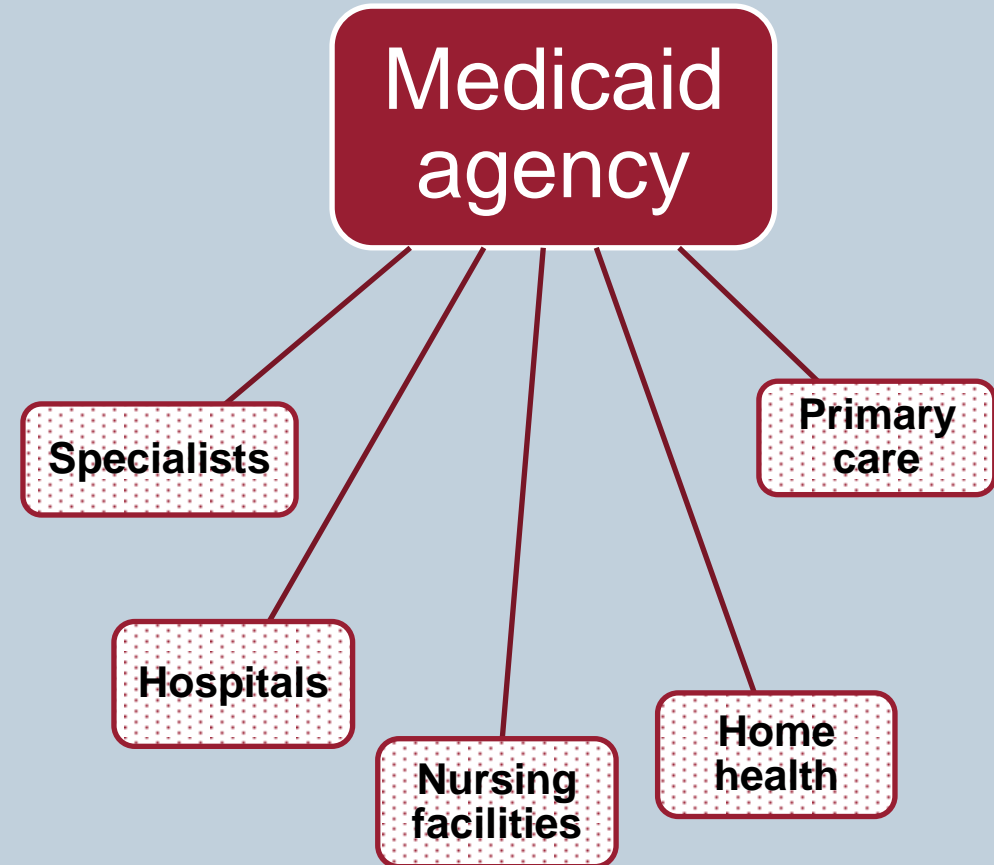 Medicaid
agency
Specialists
Primary
care
Hospitals
Nursing
facilities
Home
health